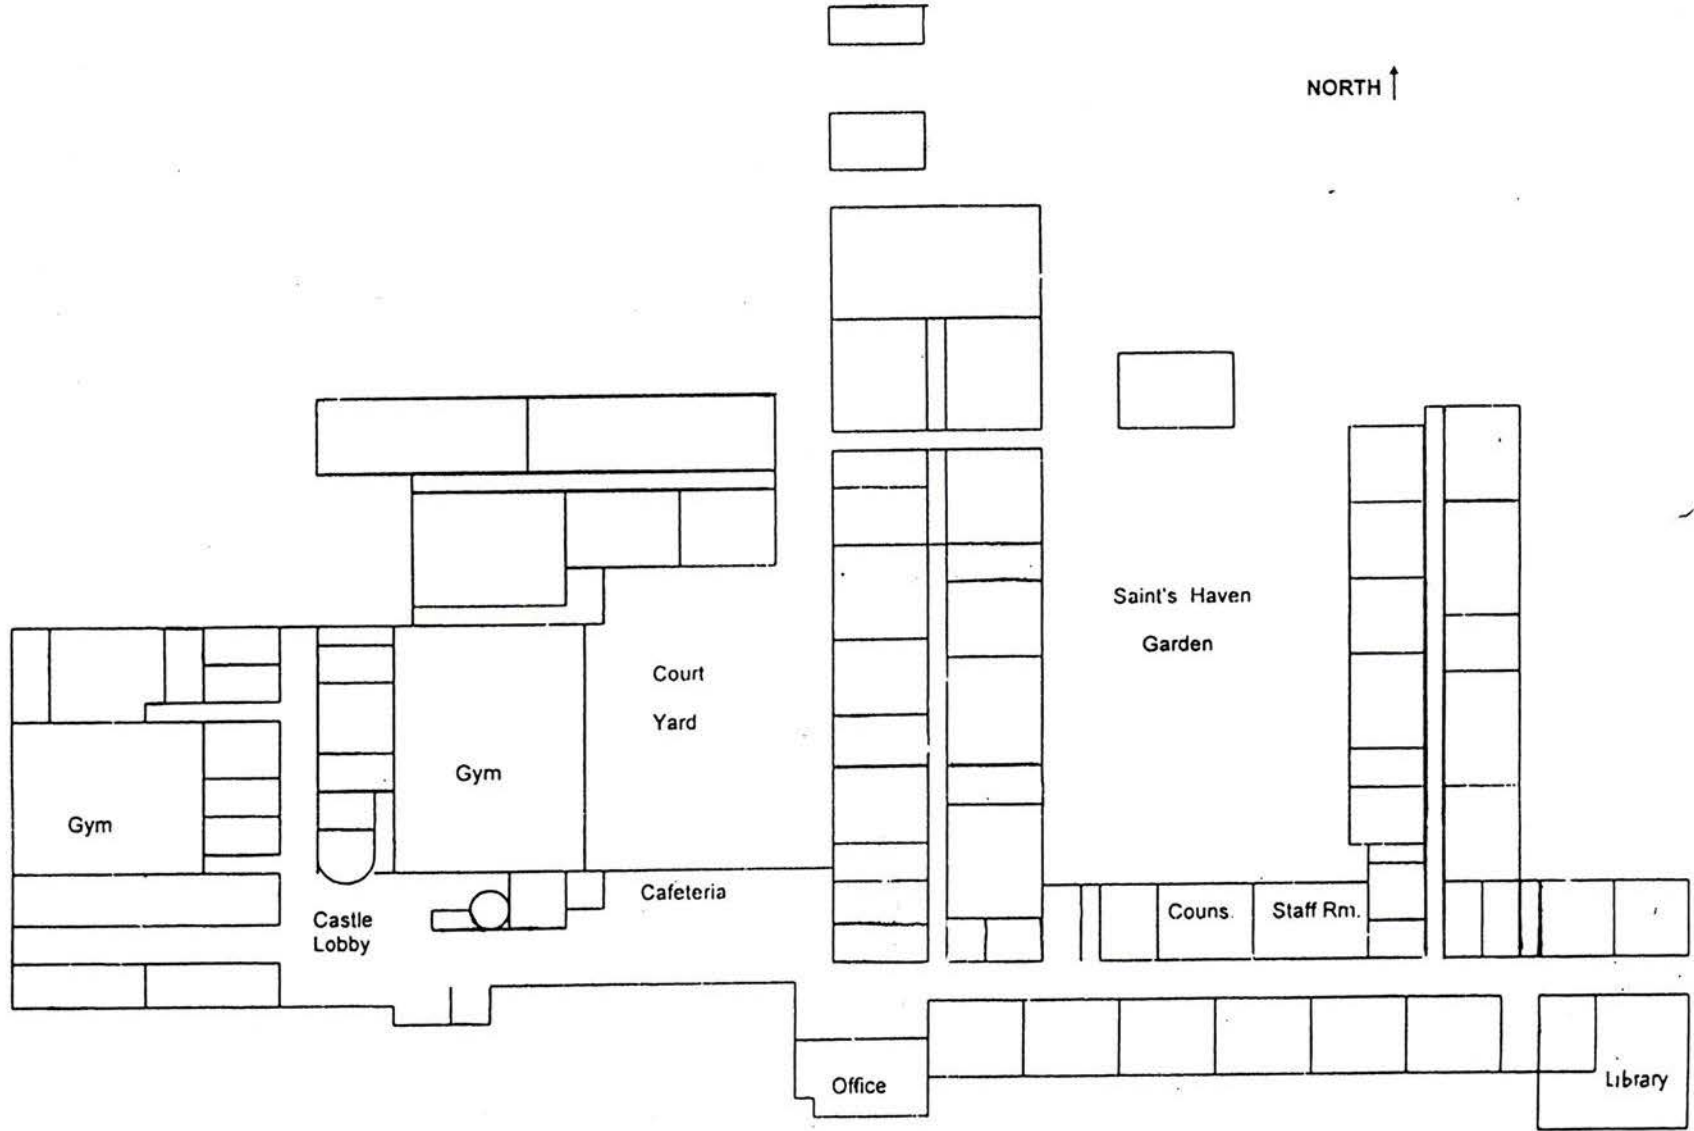 NORTH ↑
Saint's Haven
Garden
Court
Yard
Gym
Gym
Cafeteria
Castle
Lobby
Couns.
Staff Rm.
Office
Library